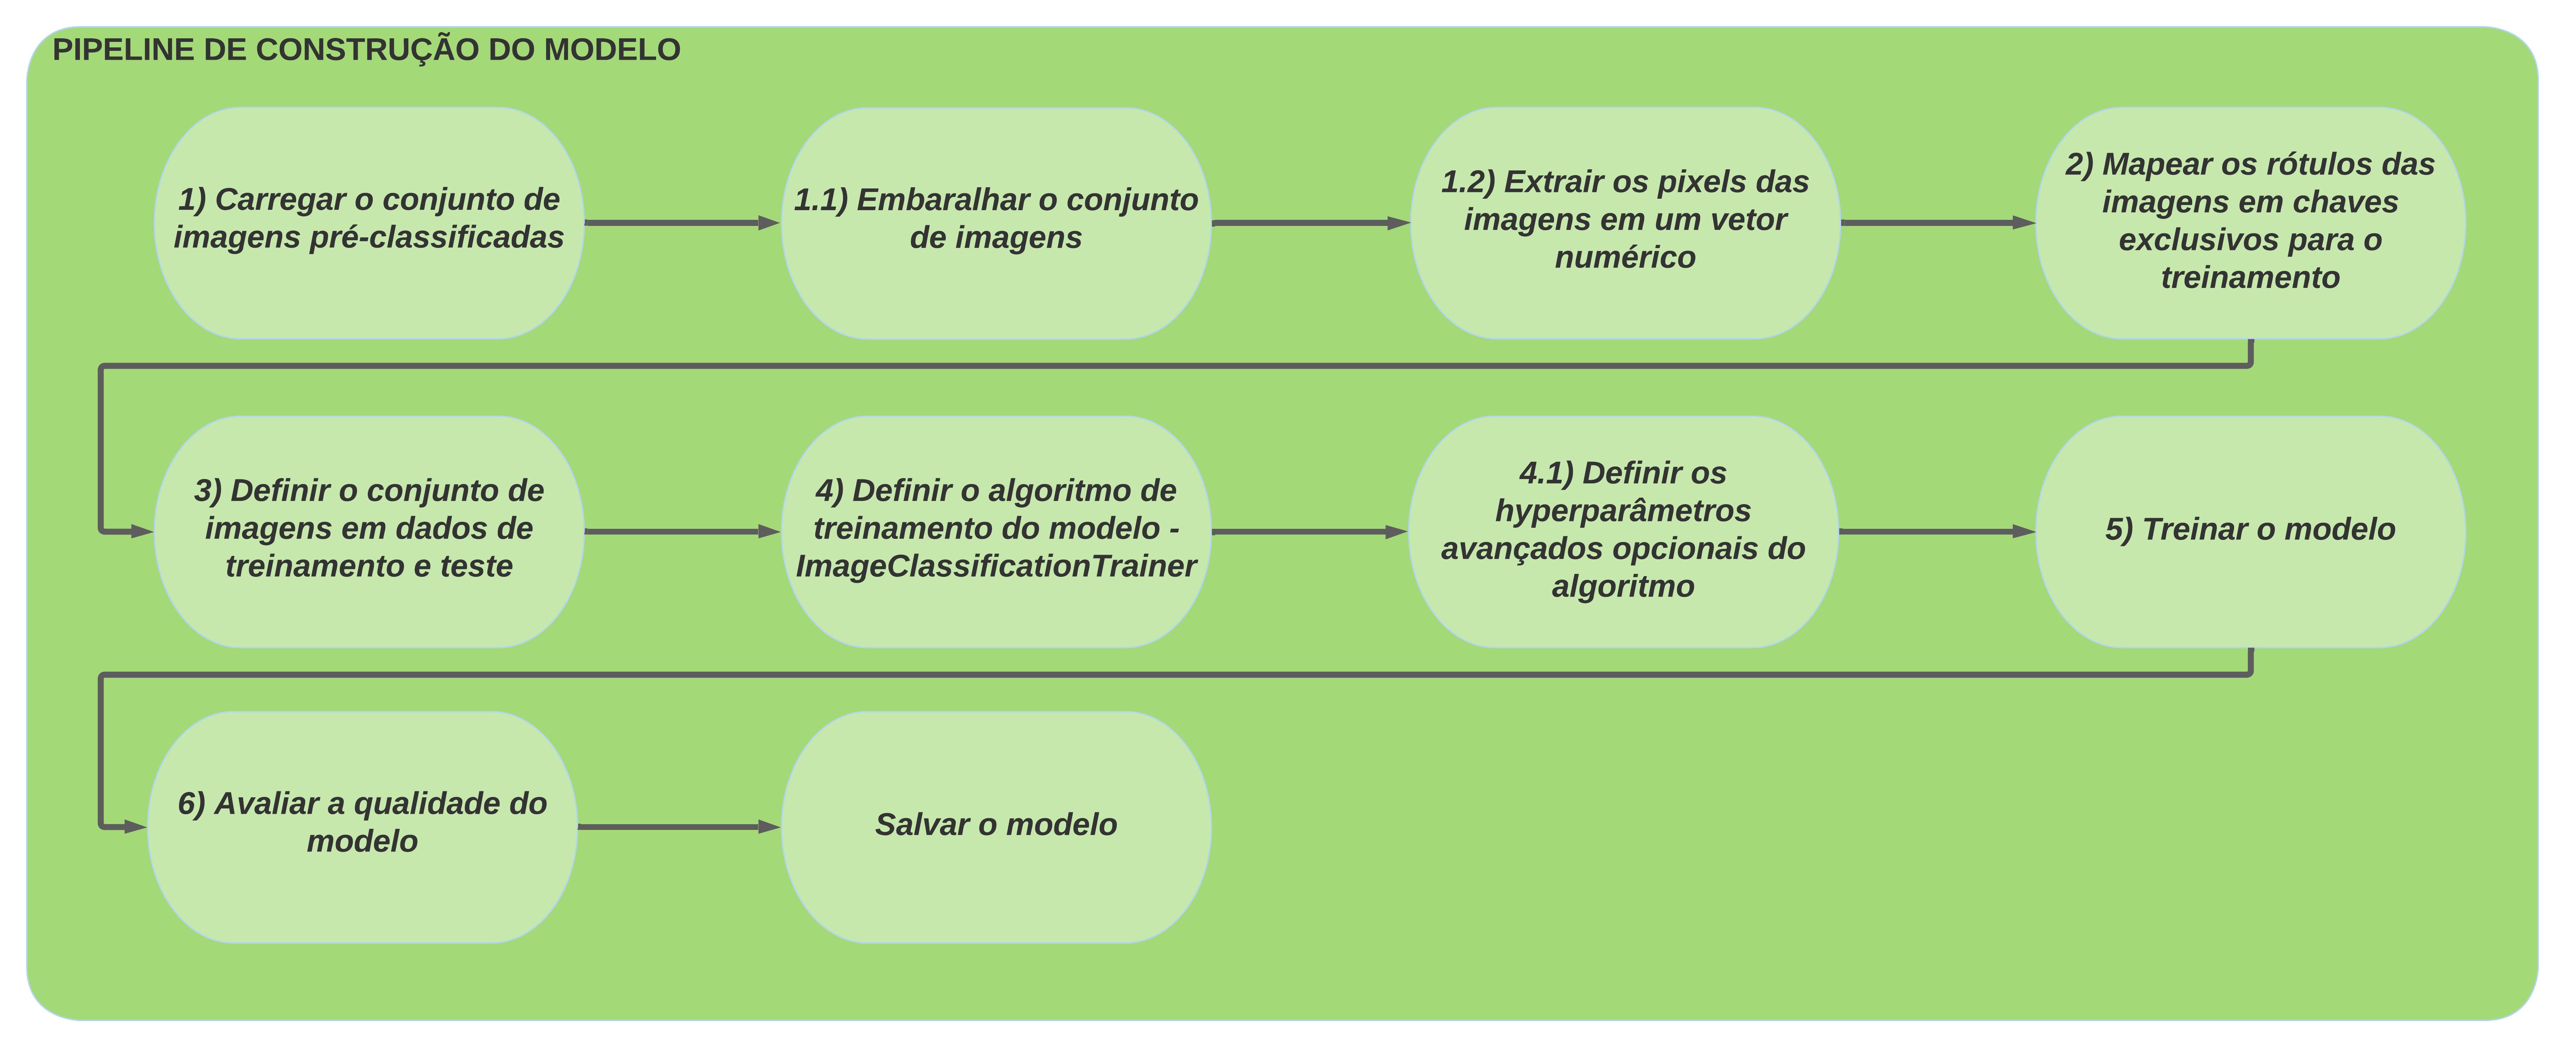 PIPELINE DE CONSTRUÇÃO DO MODELO
1) Carregar o conjunto de
imagens pré-classificadas
1.1) Embaralhar o conjunto
de imagens
1.2) Extrair os pixels das
imagens em um vetor
numérico
2) Mapear os rótulos das
imagens em chaves
exclusivos para o
treinamento
3) Definir o conjunto de
imagens em dados de
treinamento e teste
4) Definir o algoritmo de
treinamento do modelo -
ImageClassificationTrainer
4.1) Definir os
hyperparâmetros
avançados opcionais do
algoritmo
5) Treinar o modelo
6) Avaliar a qualidade do
modelo
Salvar o modelo